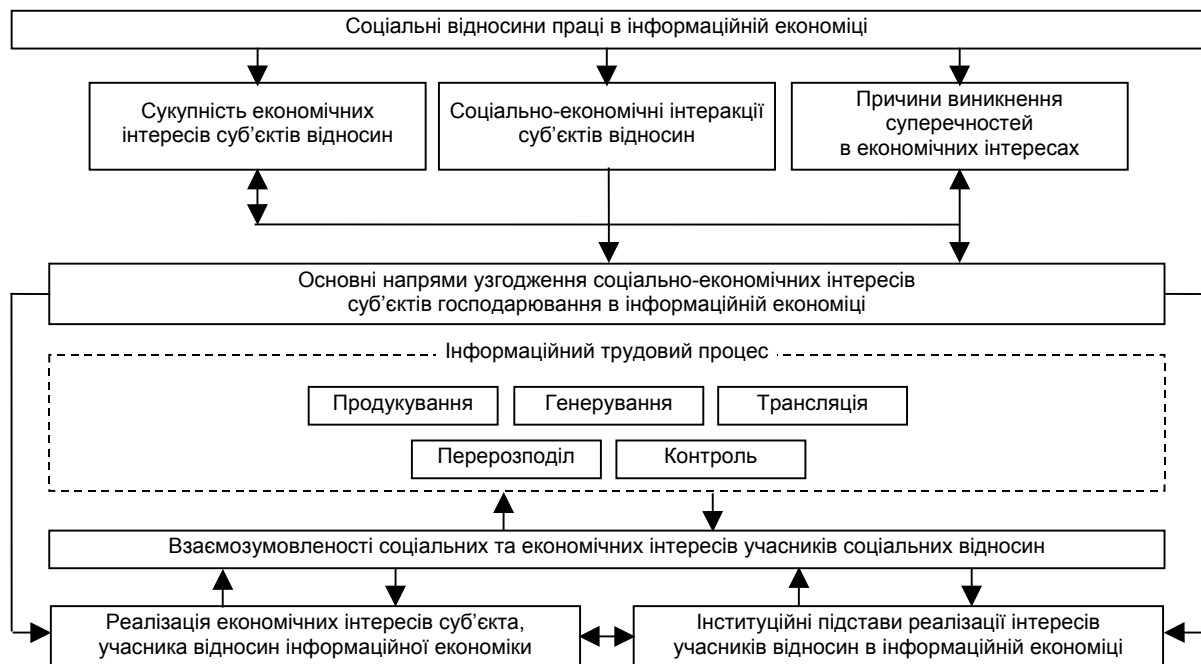 Соціальні відносини праці в інформаційній економіці
Сукупність економічних
інтересів суб’єктів відносин
Соціально-економічні інтеракції
суб’єктів відносин
Причини виникнення
суперечностей
в економічних інтересах
Основні напрями узгодження соціально-економічних інтересів
суб’єктів господарювання в інформаційній економіці
Інформаційний трудовий процес
Продукування
Генерування
Трансляція
Перерозподіл
Контроль
Взаємозумовленості соціальних та економічних інтересів учасників соціальних відносин
Реалізація економічних інтересів суб’єкта,
учасника відносин інформаційної економіки
Інституційні підстави реалізації інтересів
учасників відносин в інформаційній економіці